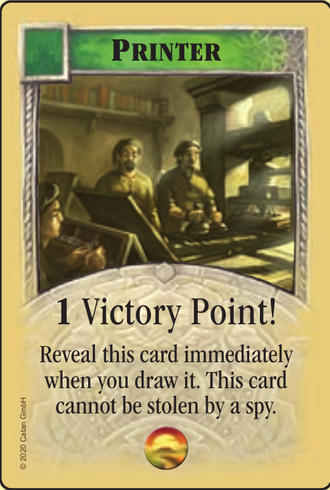 PRINTER
1 Victory Point!
Reveal this card immediately
when you draw it. This card
cannot be stolen by a spy.
© 2020 Catan GmbH